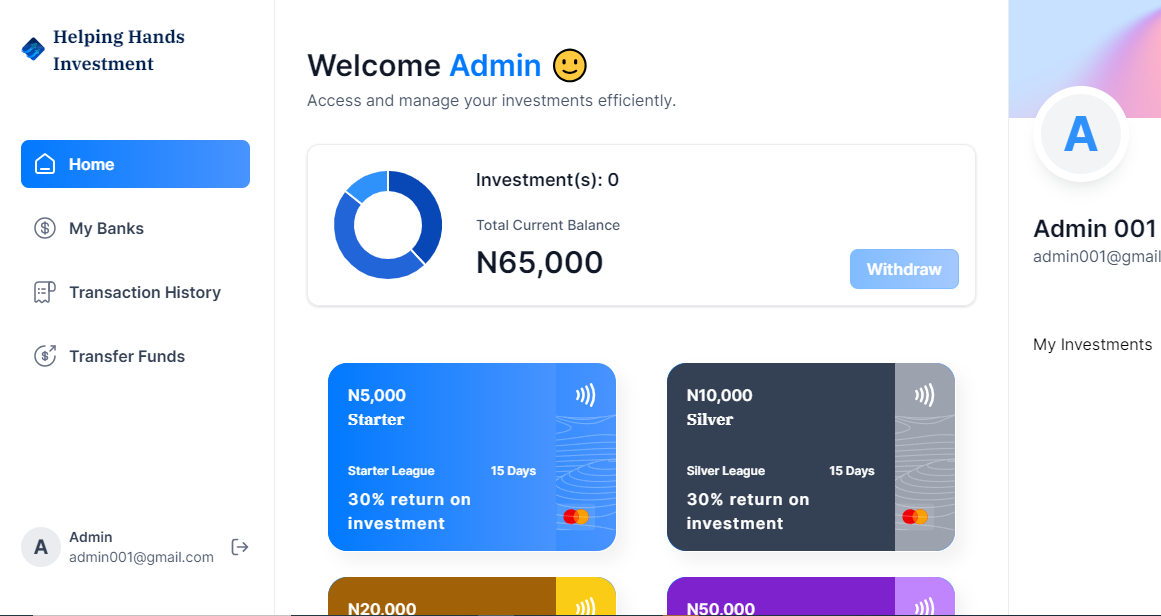 Helping Hands
Investment
Home
My Banks
Transaction History
Transfer Funds
A
Admin
admin001@gmail.com
Welcome Admin
Access and manage your investments efficiently.
Investment(s): 0
Total Current Balance
N65,000
Withdraw
N5,000
Starter
Starter League 15 Days
30% return on
investment
N10,000
Silver
Silver League 15 Days
30% return on
investment
N20,000
N50,000
A
Admin 001
admin001@gmail
My Investments